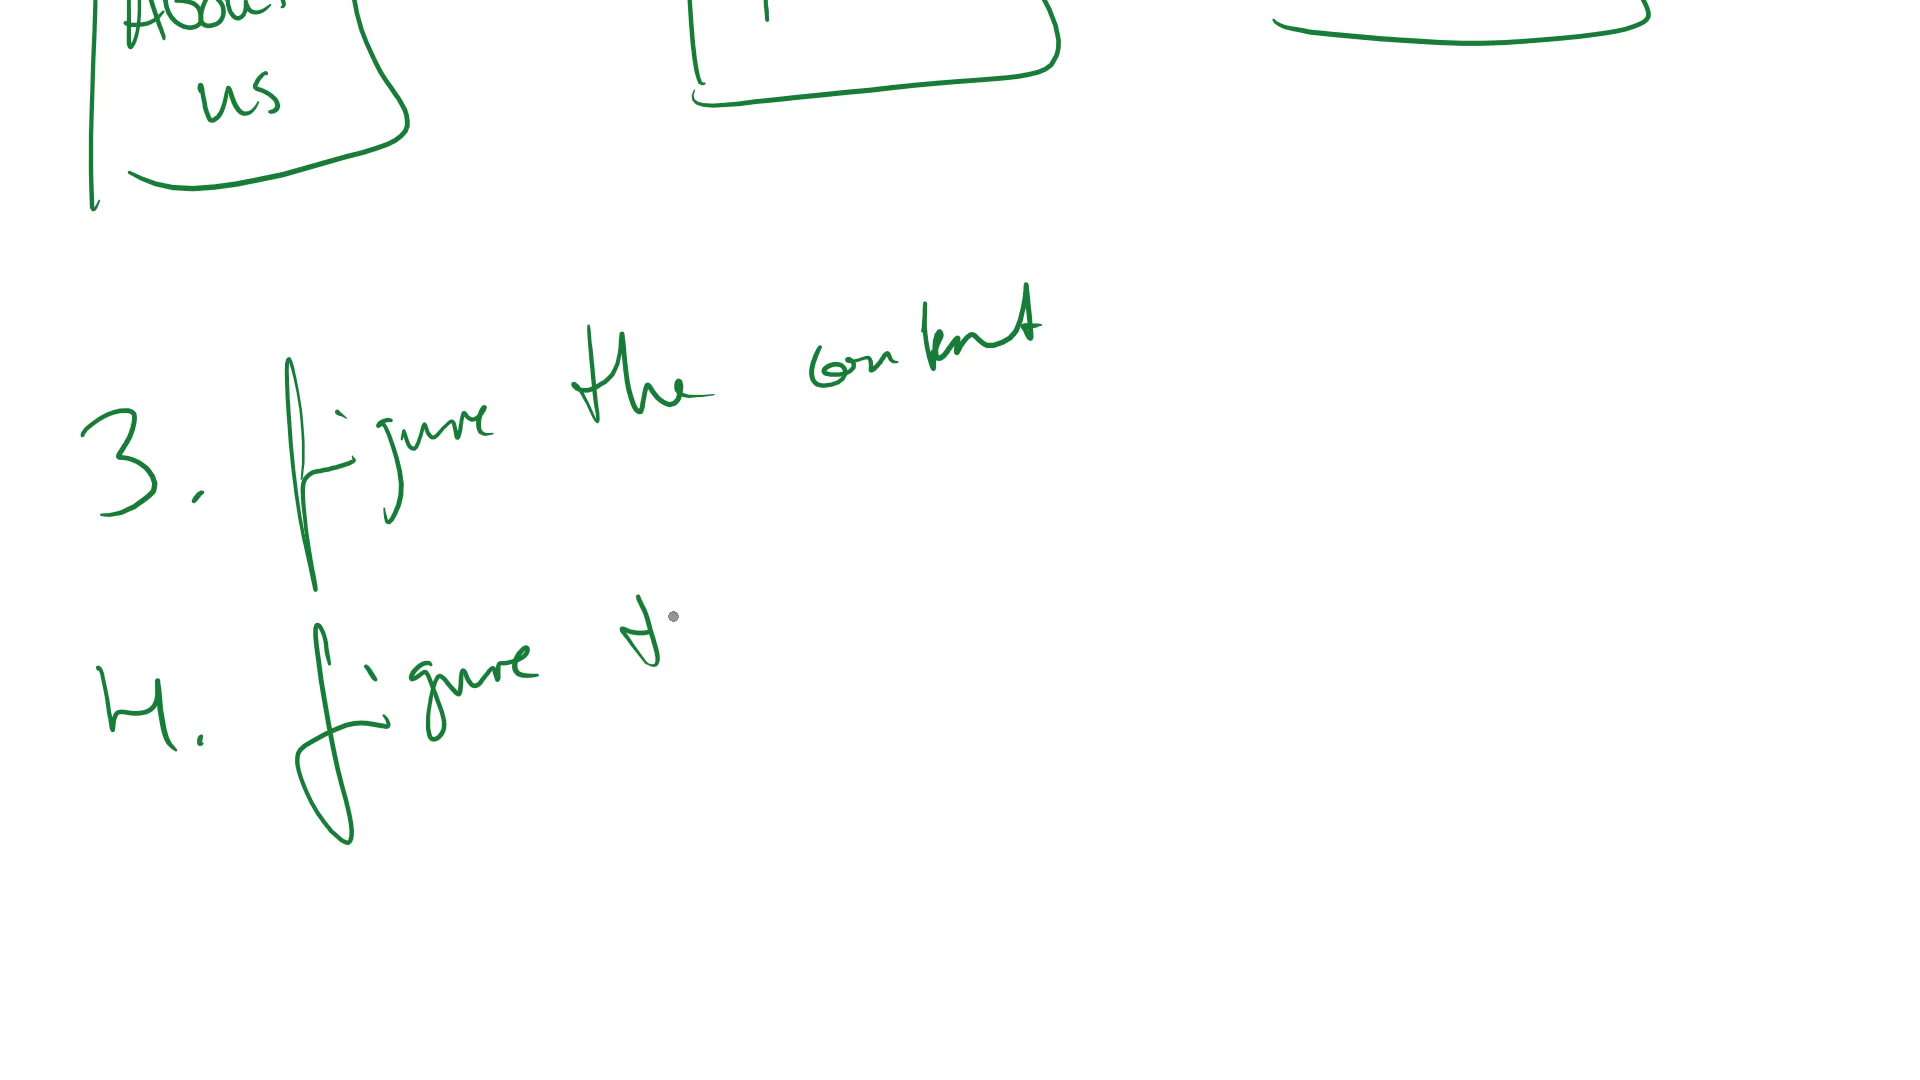 About
us
3. figure the content
4. figure